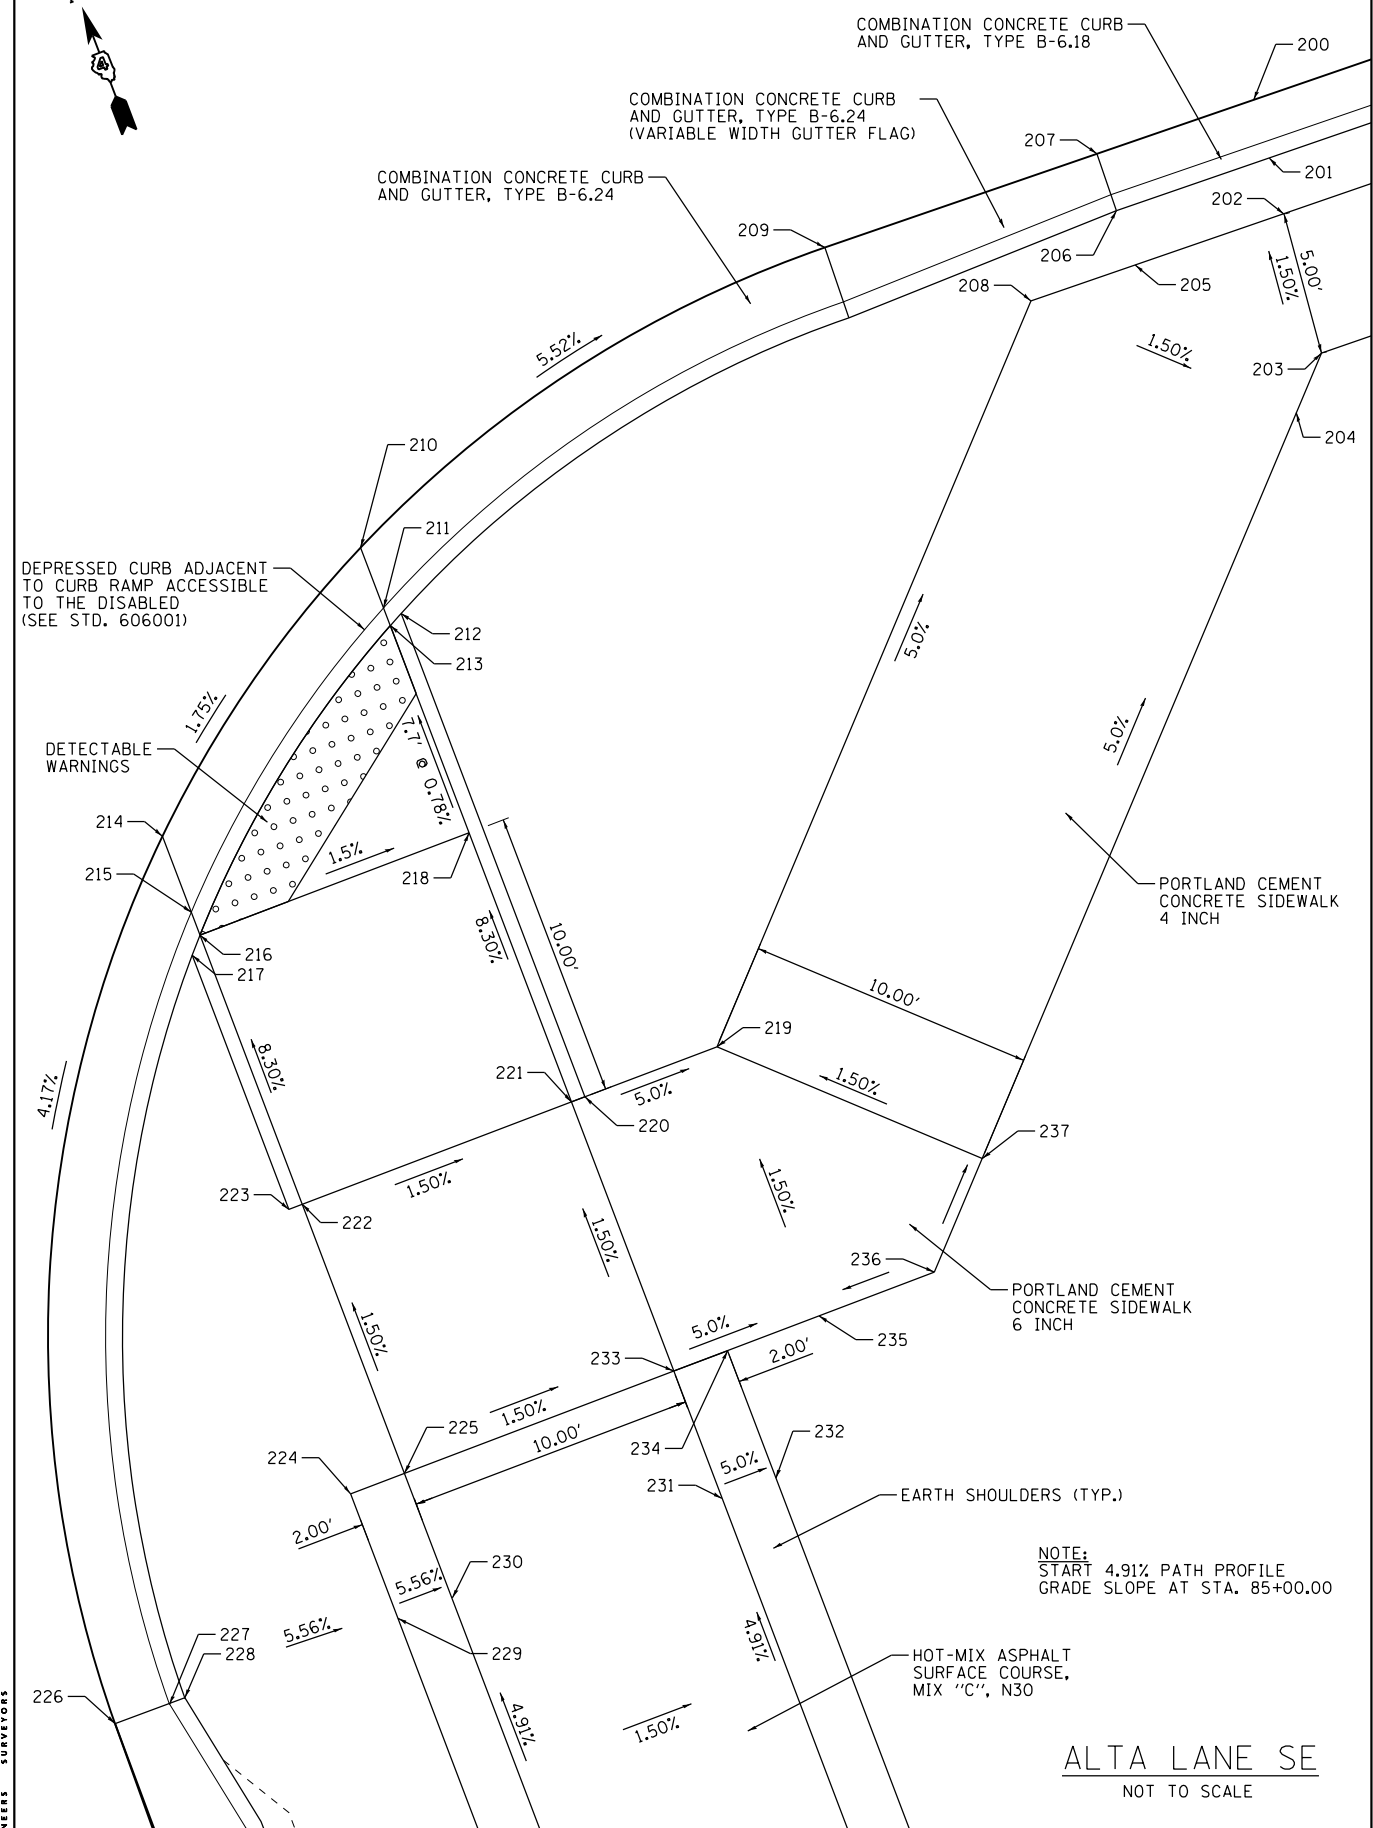 COMBINATION CONCRETE CURB
AND GUTTER, TYPE B-6.18
200
COMBINATION CONCRETE CURB
AND GUTTER, TYPE B-6.24
(VARIABLE WIDTH GUTTER FLAG)
207
201
COMBINATION CONCRETE CURB
AND GUTTER, TYPE B-6.24
202
209
206
208
205
5.00'
1.50%
1.50%
5.52%
203
204
210
211
DEPRESSED CURB ADJACENT
TO CURB RAMP ACCESSIBLE
TO THE DISABLED
(SEE STD. 606001)
212
213
5.0%
1.75%
5.0%
DETECTABLE
WARNINGS
7.7' @ 0.78%
214
215
1.5%
218
PORTLAND CEMENT
CONCRETE SIDEWALK
4 INCH
8.30%
10.00'
216
217
10.00'
219
8.30%
221
5.0%
1.50%
4.17%
220
237
223
222
1.50%
1.50%
1.50%
236
PORTLAND CEMENT
CONCRETE SIDEWALK
6 INCH
1.50%
5.0%
235
233
2.00'
1.50%
225
10.00'
232
224
234
5.0%
231
EARTH SHOULDERS (TYP.)
2.00'
230
5.56%
NOTE:
START 4.91% PATH PROFILE
GRADE SLOPE AT STA. 85+00.00
5.56%
227
228
229
4.91%
HOT-MIX ASPHALT
SURFACE COURSE,
MIX "C", N30
226
4.91%
1.50%
ALTA LANE SE
NOT TO SCALE
SURVEYORS
NEERS
4